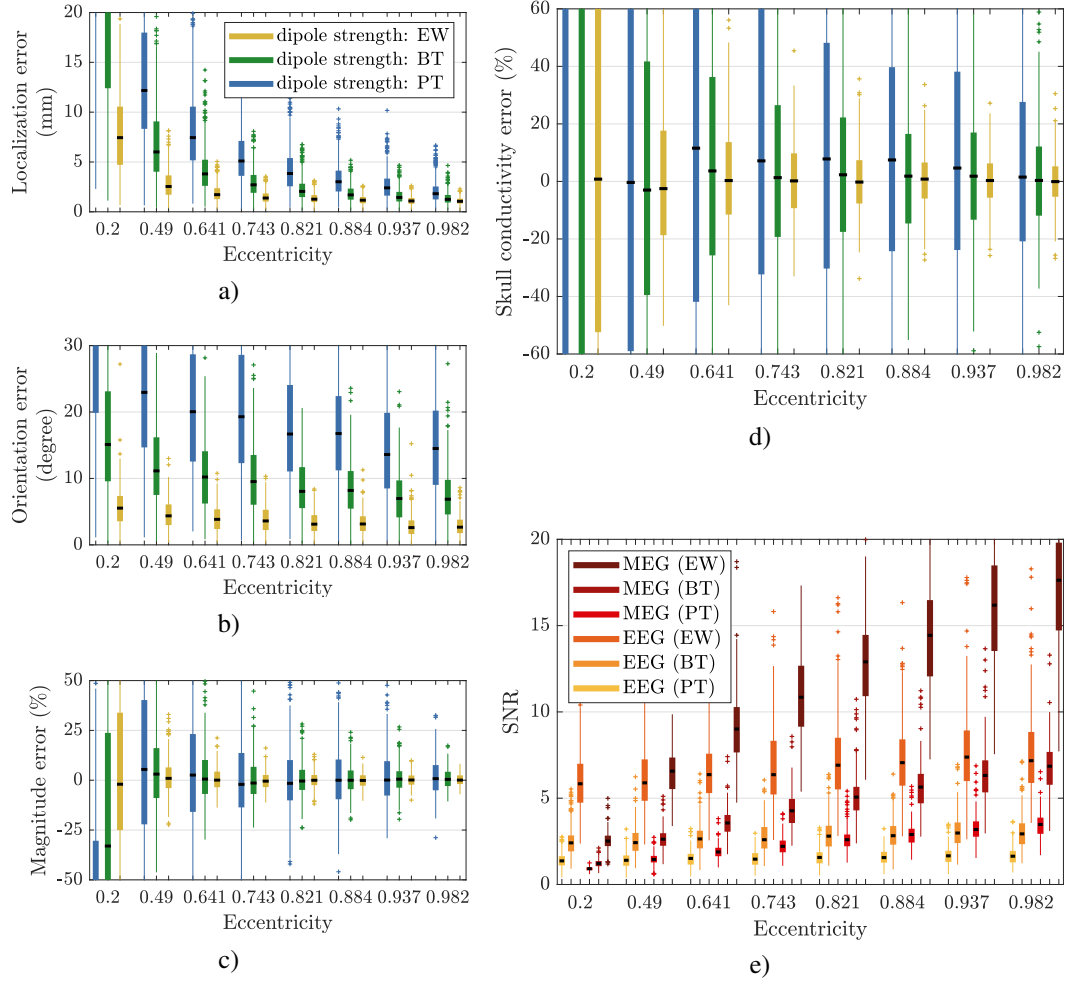 Localization error
(mm)
20
15
10
5
0
dipole strength: EW
dipole strength: BT
dipole strength: PT
0.2 0.49 0.641 0.743 0.821 0.884 0.937 0.982
Eccentricity
a)
Orientation error
(degree)
30
20
10
0
0.2 0.49 0.641 0.743 0.821 0.884 0.937 0.982
Eccentricity
b)
Magnitude error (%)
50
25
0
-25
-50
0.2 0.49 0.641 0.743 0.821 0.884 0.937 0.982
Eccentricity
c)
Skull conductivity error (%)
60
40
20
0
-20
-40
-60
0.2 0.49 0.641 0.743 0.821 0.884 0.937 0.982
Eccentricity
d)
SNR
20
15
10
5
0
MEG (EW)
MEG (BT)
MEG (PT)
EEG (EW)
EEG (BT)
EEG (PT)
0.2 0.49 0.641 0.743 0.821 0.884 0.937 0.982
Eccentricity
e)